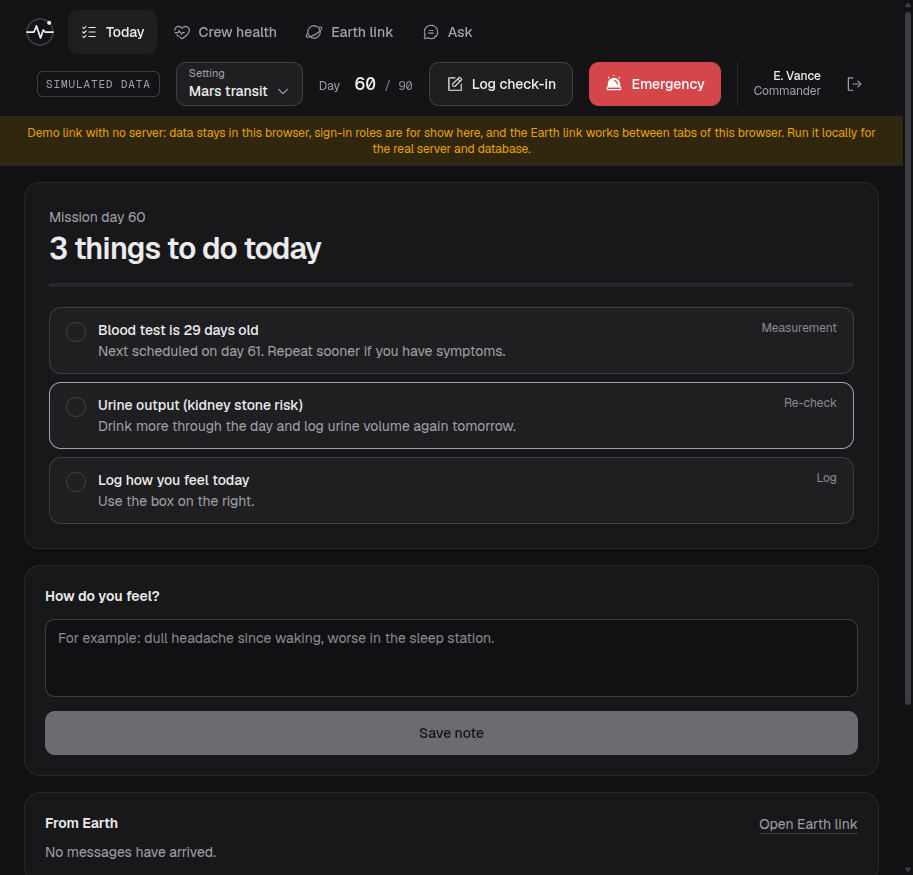 Today
Crew health
Earth link
Ask
SIMULATED DATA
Setting
Mars transit
Day 60 / 90
Log check-in
Emergency
E. Vance
Commander
Demo link with no server: data stays in this browser, sign-in roles are for show here, and the Earth link works between tabs of this browser. Run it locally for
the real server and database.
Mission day 60
3 things to do today
Blood test is 29 days old
Measurement
Next scheduled on day 61. Repeat sooner if you have symptoms.
Urine output (kidney stone risk)
Re-check
Drink more through the day and log urine volume again tomorrow.
Log how you feel today
Log
Use the box on the right.
How do you feel?
For example: dull headache since waking, worse in the sleep station.
Save note
From Earth
Open Earth link
No messages have arrived.